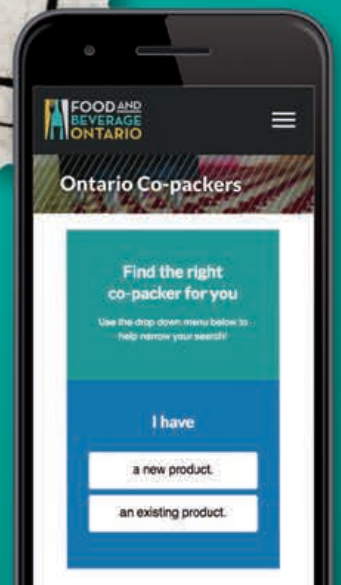 FOOD AND
BEVERAGE
ONTARIO
Ontario Co-packers
Find the right
co-packer for you
Use the drop down menu below to
help narrow your search!
I have
a new product.
an existing product.